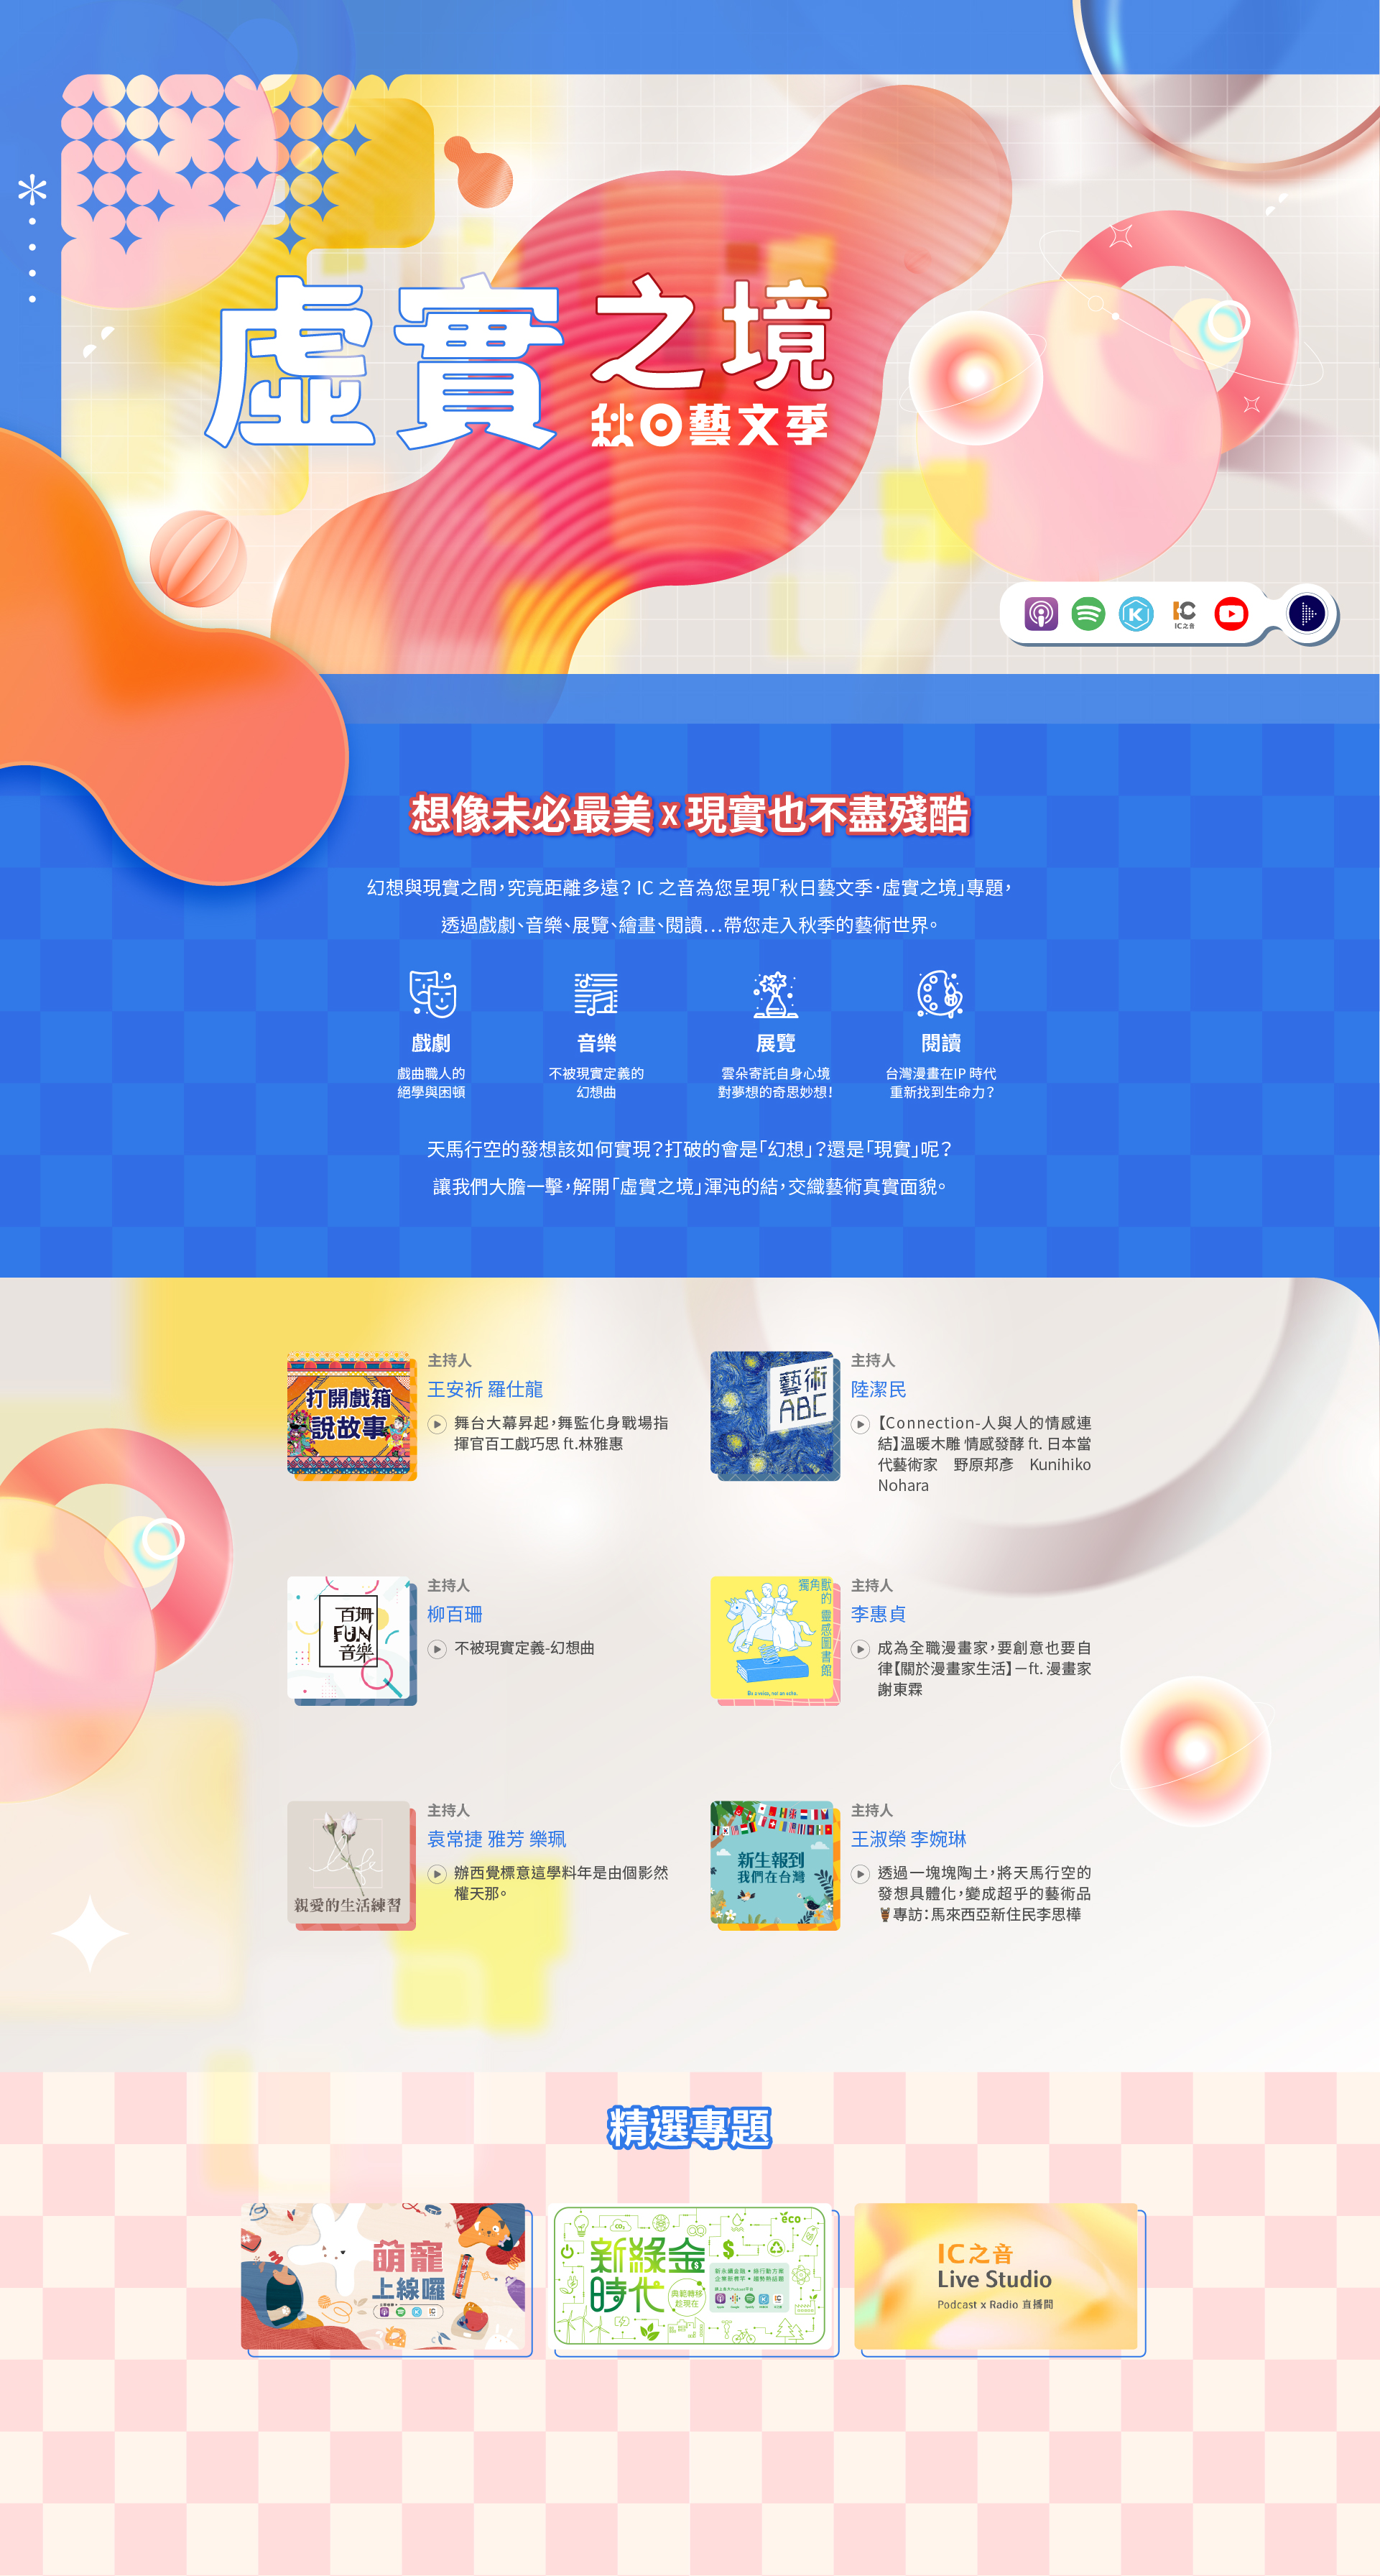 虛實之境
秋日藝文季
IC之音
想像未必最美 x 現實也不盡殘酷
幻想與現實之間,究竟距離多遠? IC 之音為您呈現「秋日藝文季·虛實之境」專題,
透過戲劇、音樂、展覽、繪畫、閱讀...帶您走入秋季的藝術世界。
戲劇
戲曲職人的
絕學與困頓
音樂
不被現實定義的
幻想曲
展覽
雲朵寄託自身心境
對夢想的奇思妙想!
閱讀
台灣漫畫在IP 時代
重新找到生命力?
天馬行空的發想該如何實現?打破的會是「幻想」?還是「現實」呢?
讓我們大膽一擊,解開「虛實之境」渾沌的結,交織藝術真實面貌。
打開戲箱
說故事
主持人
王安祈 羅仕龍
舞台大幕昇起,舞監化身戰場指
揮官百工戲巧思 ft.林雅惠
藝術
ABC
主持人
陸潔民
【Connection-人與人的情感連
結】溫暖木雕 情感發酵 ft. 日本當
代藝術家 野原邦彥 Kunihiko
Nohara
百珊
FUN
音樂
主持人
柳百珊
不被現實定義-幻想曲
獨角獸的
靈感圖書館
Be a voice, not an echo.
主持人
李惠貞
成為全職漫畫家,要創意也要自
律【關於漫畫家生活】—ft. 漫畫家
謝東霖
life
親愛的生活練習
主持人
袁常捷 雅芳 樂珮
辦西覺標意這學料年是由個影然
權天那。
新生報到
我們在台灣
主持人
王淑榮 李婉琳
透過一塊塊陶土,將天馬行空的
發想具體化,變成超乎的藝術品
🏺專訪:馬來西亞新住民李思樺
精選專題
萌寵
上線囉
eco
新綠金
時代
典範轉移
趁現在
IC之音
Live Studio
Podcast x Radio 直播間